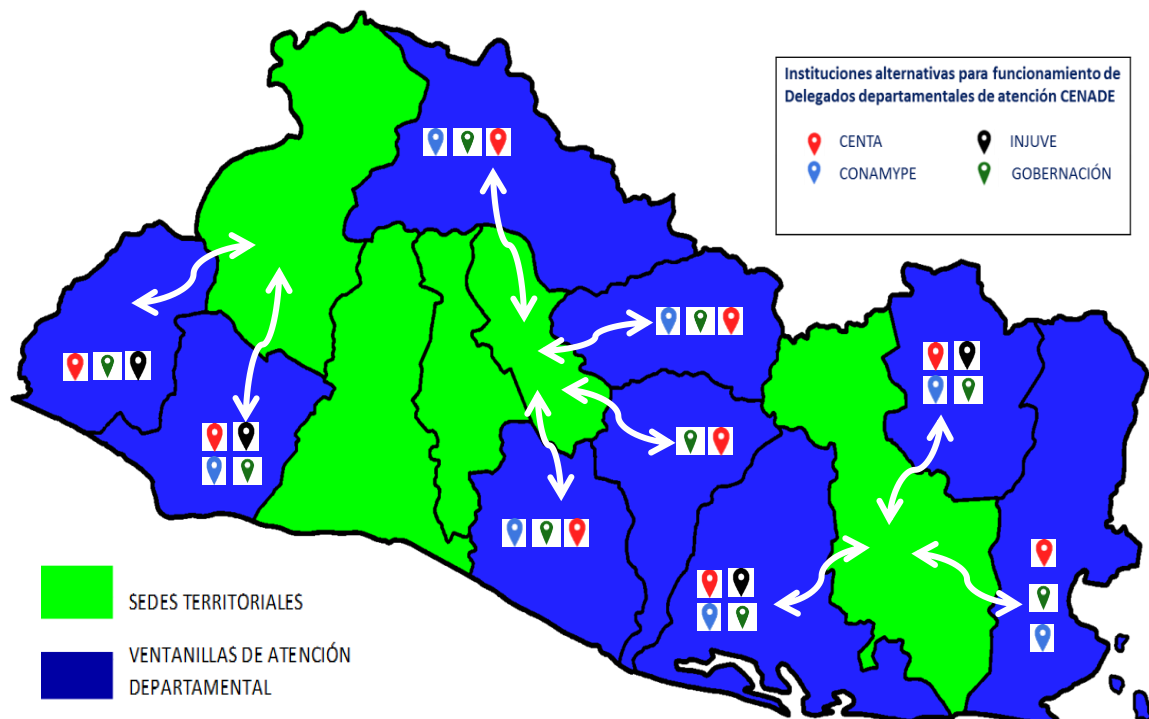 Instituciones alternativas para funcionamiento de
Delegados departamentales de atención CENADE
CENTA
INJUVE
CONAMYPE
GOBERNACIÓN
SEDES TERRITORIALES
VENTANILLAS DE ATENCIÓN
DEPARTAMENTAL